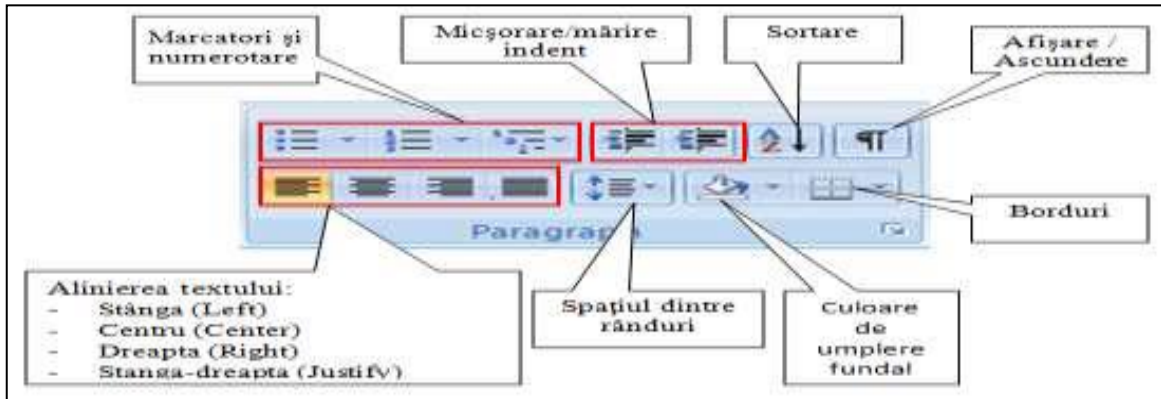 Marcatori şi
numerotare
Micşorare/mărire
indent
Sortare
Afişare /
Ascundere
Paragraph
Borduri
Alinierea textului:
- Stânga (Left)
- Centru (Center)
- Dreapta (Right)
- Stanga-dreapta (Justify)
Spaţiul dintre
rânduri
Culoare
de
umplere
fundal